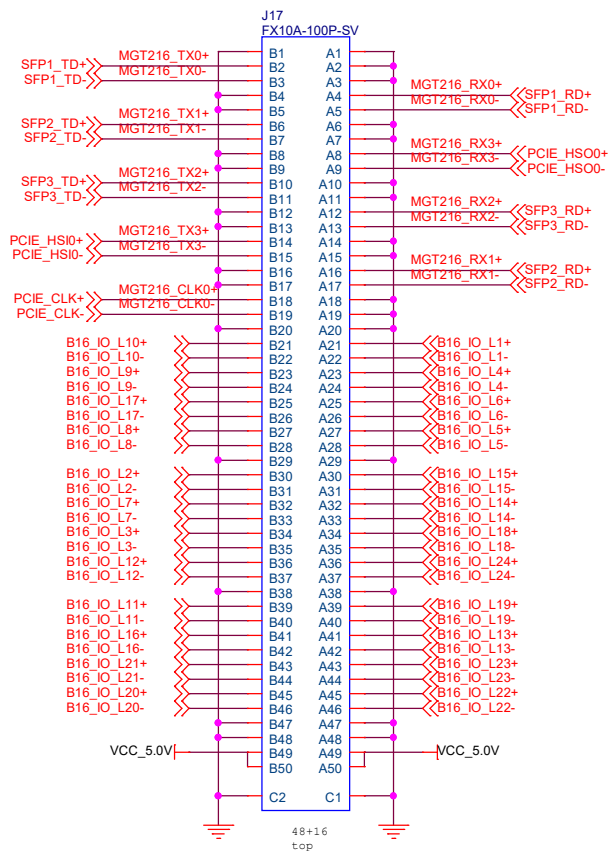 J17
FX10A-100P-SV
B1 A1
SFP1_TD+ MGT216_TX0+ B2 A2
SFP1_TD- MGT216_TX0- B3 A3
B4 A4 MGT216_RX0+ SFP1_RD+
B5 A5 MGT216_RX0- SFP1_RD-
SFP2_TD+ MGT216_TX1+ B6 A6
SFP2_TD- MGT216_TX1- B7 A7
B8 A8 MGT216_RX3+ PCIE_HSO0+
B9 A9 MGT216_RX3- PCIE_HSO0-
SFP3_TD+ MGT216_TX2+ B10 A10
SFP3_TD- MGT216_TX2- B11 A11
B12 A12 MGT216_RX2+ SFP3_RD+
B13 A13 MGT216_RX2- SFP3_RD-
PCIE_HSI0+ MGT216_TX3+ B14 A14
PCIE_HSI0- MGT216_TX3- B15 A15
B16 A16 MGT216_RX1+ SFP2_RD+
B17 A17 MGT216_RX1- SFP2_RD-
PCIE_CLK+ MGT216_CLK0+ B18 A18
PCIE_CLK- MGT216_CLK0- B19 A19
B20 A20
B16_IO_L10+ B21 A21 B16_IO_L1+
B16_IO_L10- B22 A22 B16_IO_L1-
B16_IO_L9+ B23 A23 B16_IO_L4+
B16_IO_L9- B24 A24 B16_IO_L4-
B16_IO_L17+ B25 A25 B16_IO_L6+
B16_IO_L17- B26 A26 B16_IO_L6-
B16_IO_L8+ B27 A27 B16_IO_L5+
B16_IO_L8- B28 A28 B16_IO_L5-
B29 A29
B16_IO_L2+ B30 A30 B16_IO_L15+
B16_IO_L2- B31 A31 B16_IO_L15-
B16_IO_L7+ B32 A32 B16_IO_L14+
B16_IO_L7- B33 A33 B16_IO_L14-
B16_IO_L3+ B34 A34 B16_IO_L18+
B16_IO_L3- B35 A35 B16_IO_L18-
B16_IO_L12+ B36 A36 B16_IO_L24+
B16_IO_L12- B37 A37 B16_IO_L24-
B38 A38
B16_IO_L11+ B39 A39 B16_IO_L19+
B16_IO_L11- B40 A40 B16_IO_L19-
B16_IO_L16+ B41 A41 B16_IO_L13+
B16_IO_L16- B42 A42 B16_IO_L13-
B16_IO_L21+ B43 A43 B16_IO_L23+
B16_IO_L21- B44 A44 B16_IO_L23-
B16_IO_L20+ B45 A45 B16_IO_L22+
B16_IO_L20- B46 A46 B16_IO_L22-
B47 A47
B48 A48
VCC_5.0V B49 A49 VCC_5.0V
B50 A50
C2 C1
48+16
top